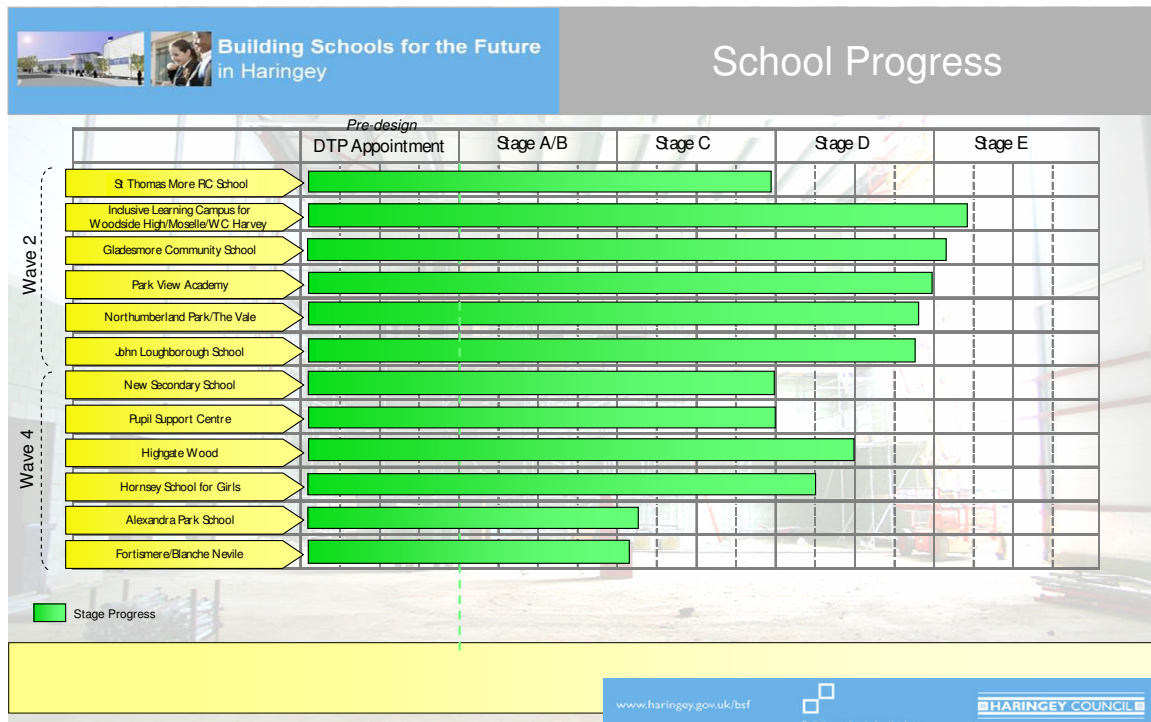 Building Schools for the Future
in Haringey
School Progress
Pre-design
DTP Appointment
Stage A/B
Stage C
Stage D
Stage E
Wave 2
St Thomas More RC School
Inclusive Learning Campus for
Woodside High/Moselle/WC Harvey
Gladesmore Community School
Park View Academy
Northumberland Park/The Vale
John Loughborough School
Wave 4
New Secondary School
Pupil Support Centre
Highgate Wood
Hornsey School for Girls
Alexandra Park School
Fortismere/Blanche Nevile
Stage Progress
www.haringey.gov.uk/bsf
HARINGEY COUNCIL